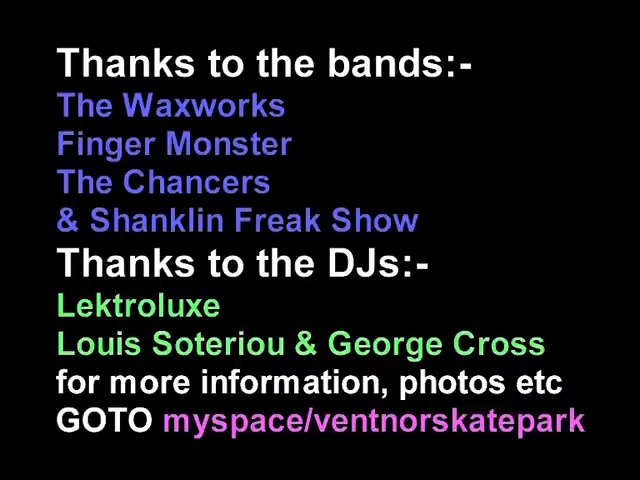 Thanks to the bands:-
The Waxworks
Finger Monster
The Chancers
& Shanklin Freak Show
Thanks to the DJs:-
Lektroluxe
Louis Soteriou & George Cross
for more information, photos etc
GOTO myspace/ventnorskatepark